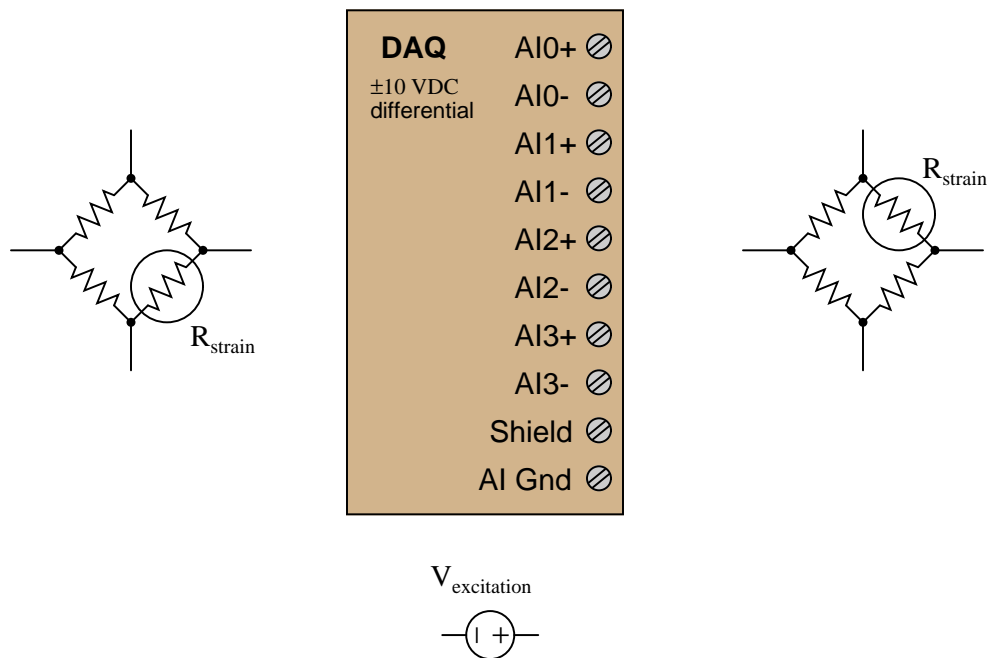 DAQ
±10 VDC
differential
AI0+
AI0-
AI1+
AI1-
AI2+
AI2-
AI3+
AI3-
Shield
AI Gnd
Rstrain
Rstrain
Vexcitation
- +